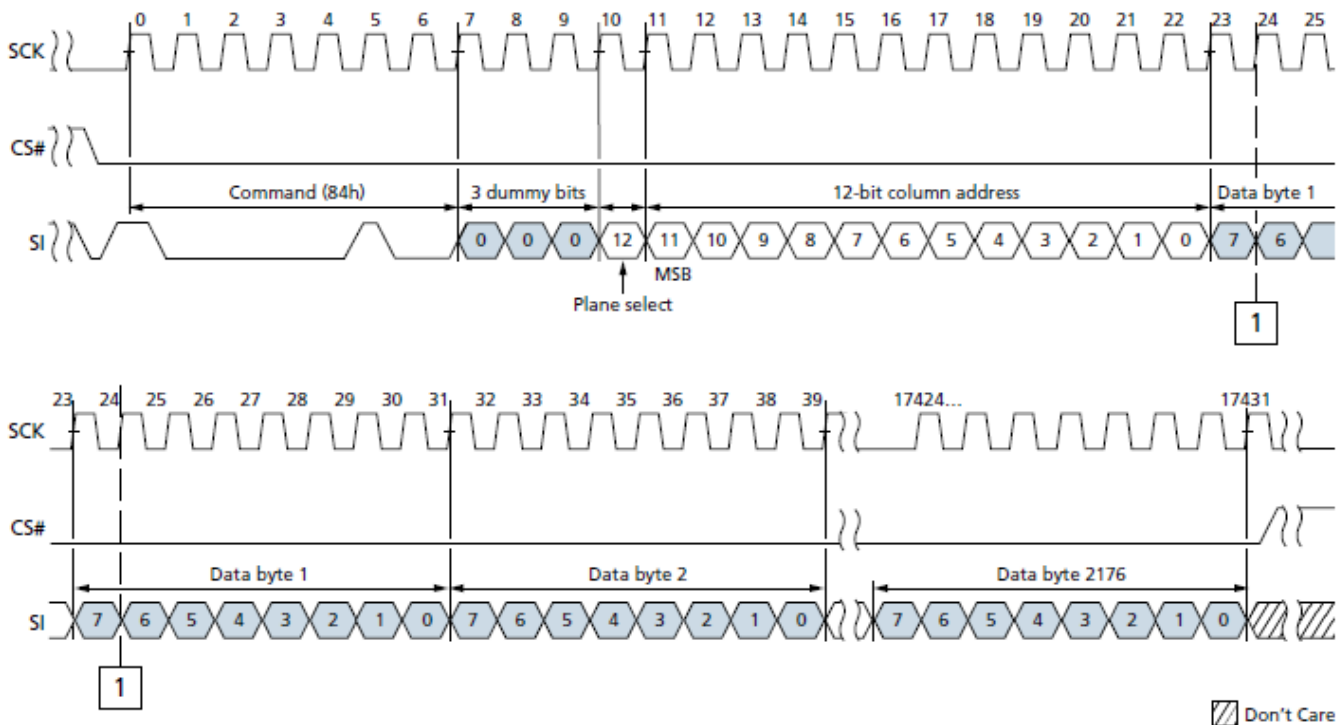 0 1 2 3 4 5 6 7 8 9 10 11 12 13 14 15 16 17 18 19 20 21 22 23 24 25
SCK
CS#
Command (84h) 3 dummy bits 12-bit column address Data byte 1
SI 0 0 0 12 11 10 9 8 7 6 5 4 3 2 1 0 7 6
MSB
Plane select
1
23 24 25 26 27 28 29 30 31 32 33 34 35 36 37 38 39 17424... 17431
SCK
CS#
Data byte 1 Data byte 2 Data byte 2176
SI 7 6 5 4 3 2 1 0 7 6 5 4 3 2 1 0 7 6 5 4 3 2 1 0
1
Don't Care